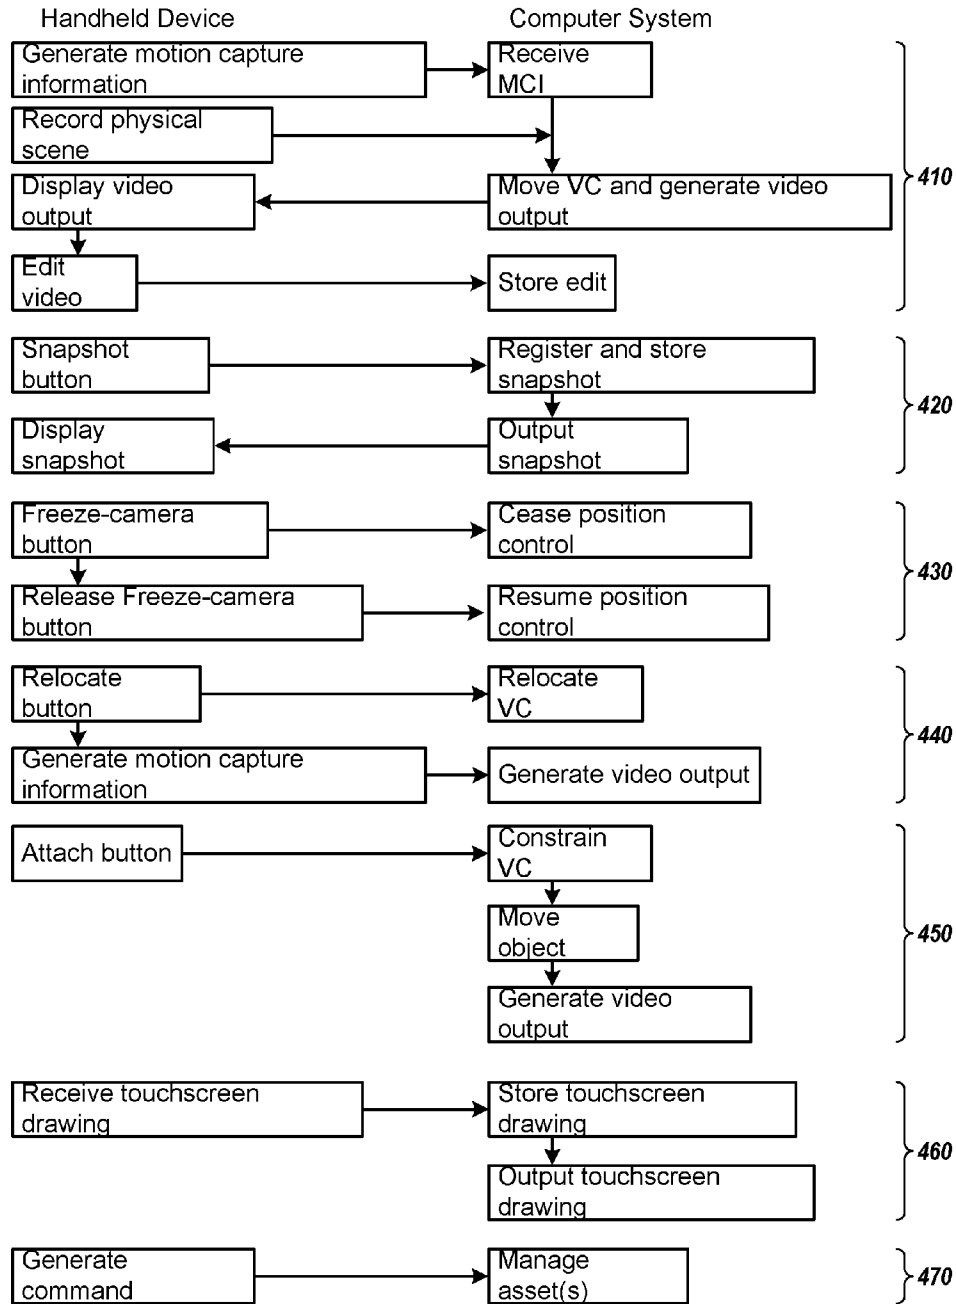 Handheld Device
Computer System
Generate motion capture
information
Receive
MCI
Record physical
scene
Display video
output
Move VC and generate video
output
Edit
video
Store edit
410
Snapshot
button
Register and store
snapshot
Display
snapshot
Output
snapshot
420
Freeze-camera
button
Cease position
control
Release Freeze-camera
button
Resume position
control
430
Relocate
button
Relocate
VC
Generate motion capture
information
Generate video output
440
Attach button
Constrain
VC
Move
object
Generate video
output
450
Receive touchscreen
drawing
Store touchscreen
drawing
Output touchscreen
drawing
460
Generate
command
Manage
asset(s)
470